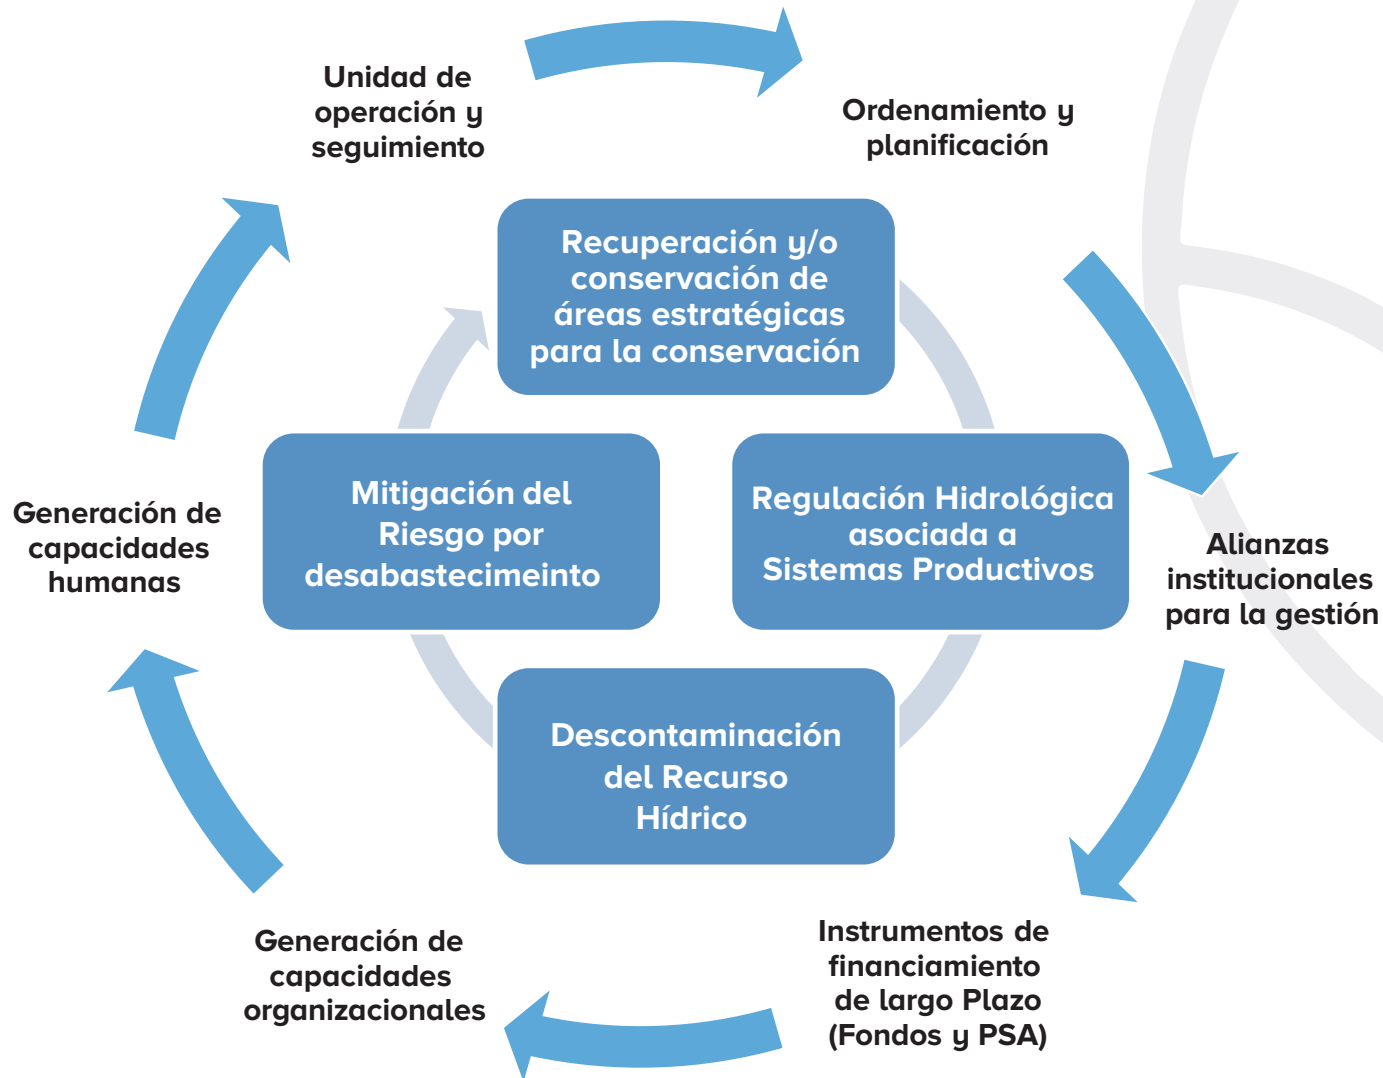 Unidad de
operación y
seguimiento
Ordenamiento y
planificación
Recuperación y/o
conservación de
áreas estratégicas
para la conservación
Mitigación del
Riesgo por
desabastecimeinto
Regulación Hidrológica
asociada a
Sistemas Productivos
Generación de
capacidades
humanas
Alianzas
institucionales
para la gestión
Descontaminación
del Recurso
Hídrico
Generación de
capacidades
organizacionales
Instrumentos de
financiamiento
de largo Plazo
(Fondos y PSA)